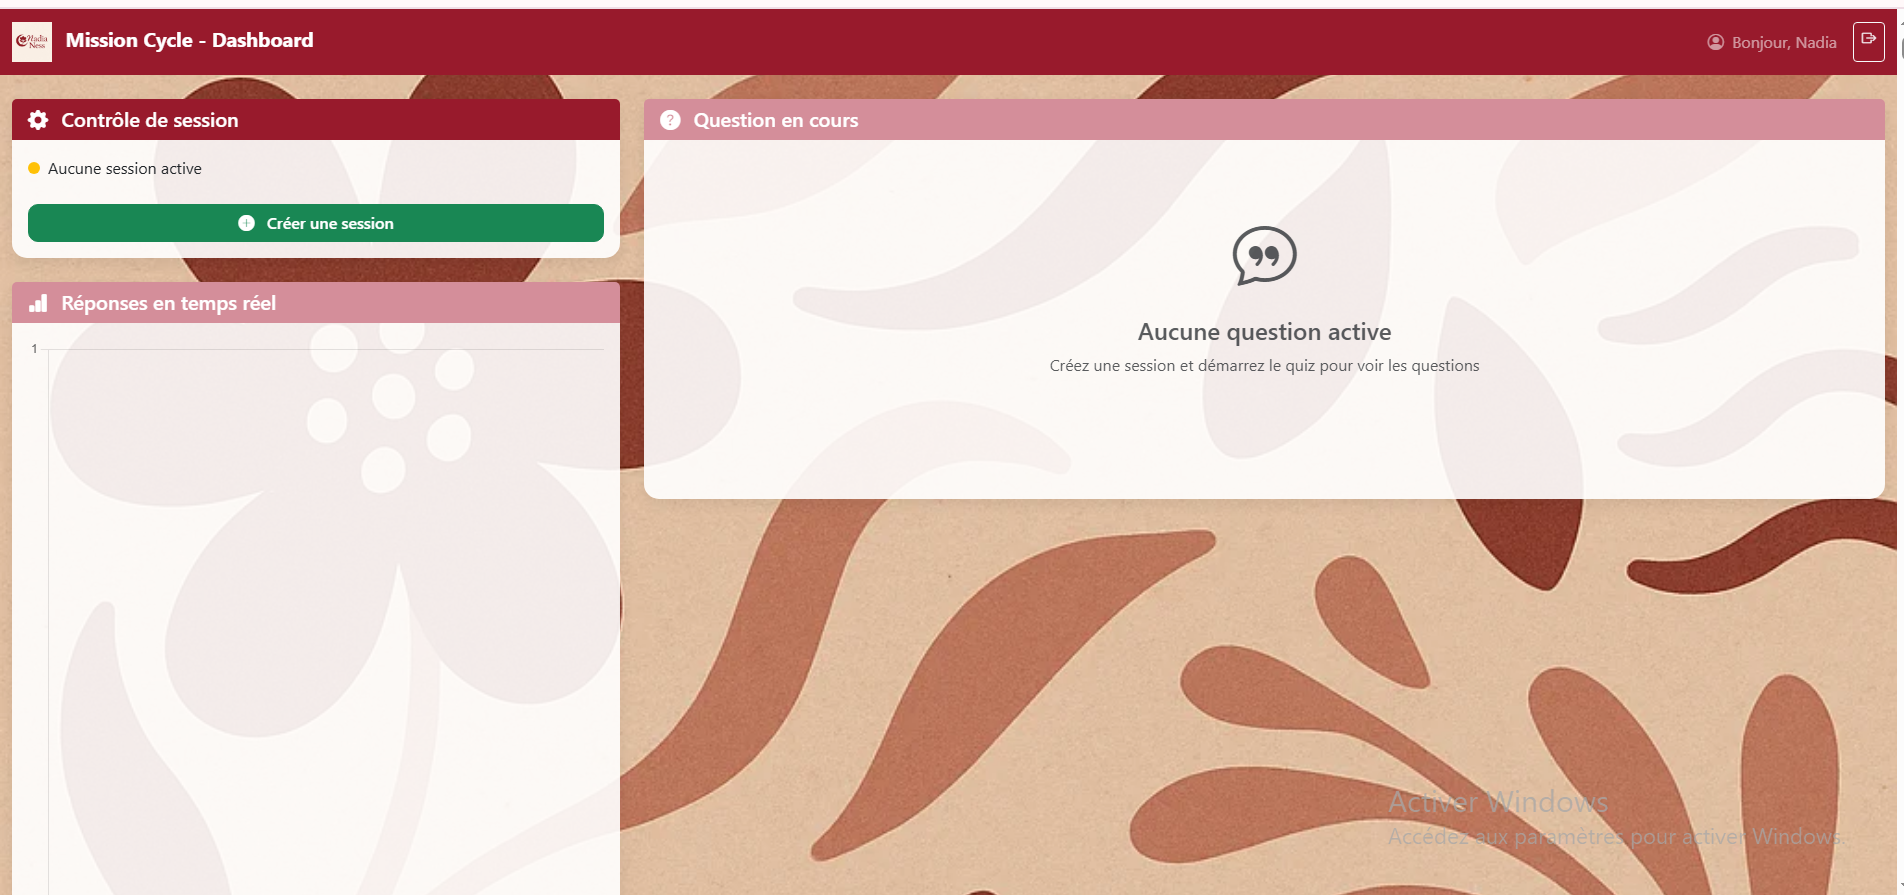 Nadia
Ness
Mission Cycle - Dashboard
Bonjour, Nadia
Contrôle de session
Aucune session active
Créer une session
Réponses en temps réel
1
Question en cours
Aucune question active
Créez une session et démarrez le quiz pour voir les questions
Activer Windows
Accédez aux paramètres pour activer Windows.